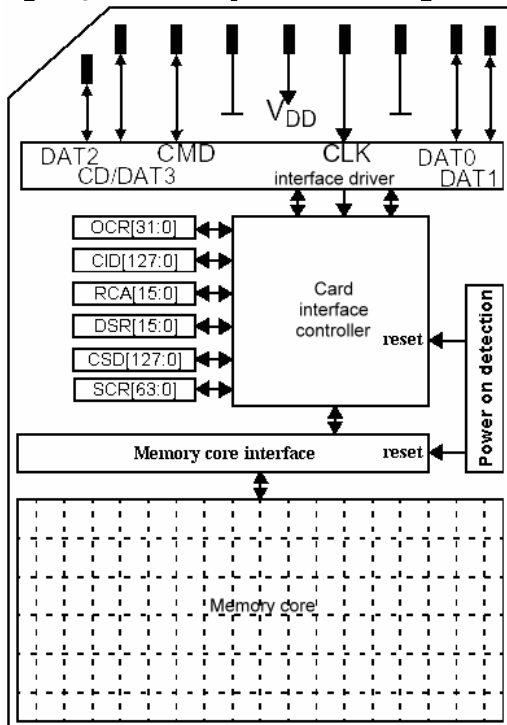 V_DD
DAT2 CMD CLK DAT0
CD/DAT3 interface driver DAT1
OCR[31:0]
CID[127:0]
RCA[15:0]
DSR[15:0]
CSD[127:0]
SCR[63:0]
Card
interface
controller
reset
Power on detection
Memory core interface reset
Memory core